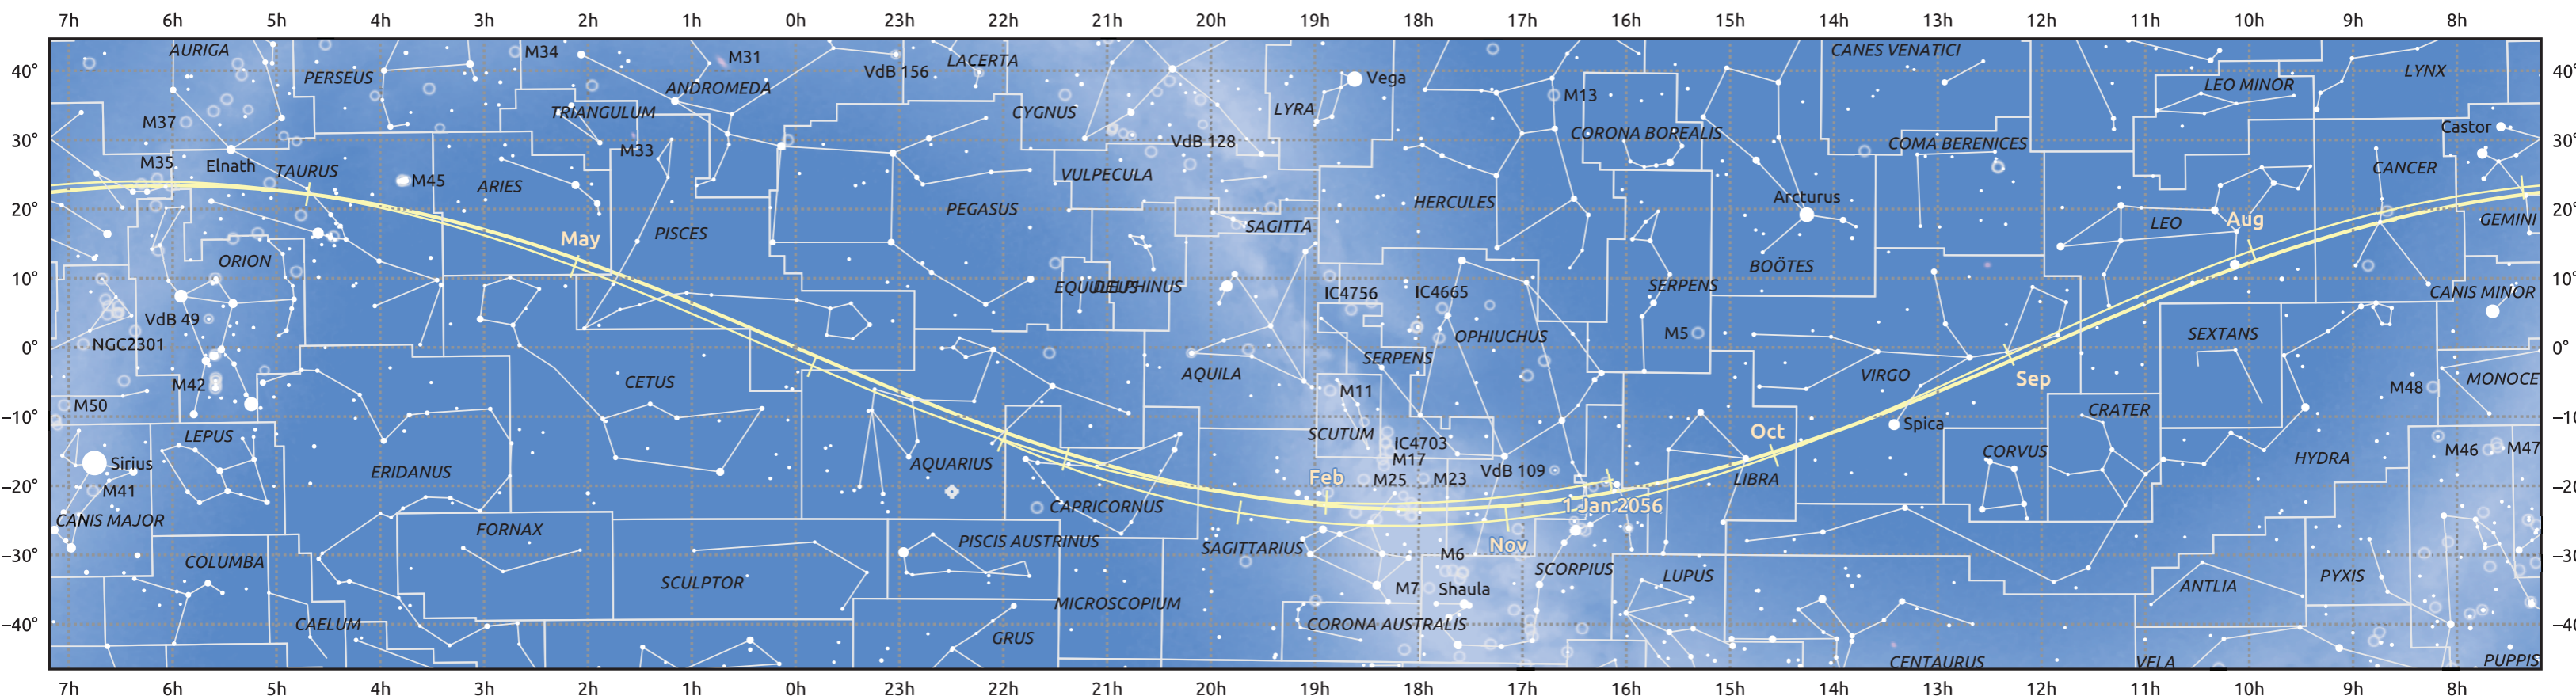 7h 6h 5h 4h 3h 2h 1h 0h 23h 22h 21h 20h 19h 18h 17h 16h 15h 14h 13h 12h 11h 10h 9h 8h
AURIGA M34 M31 LACERTA CANES VENATICI
40° PERSEUS VdB 156 Vega LYNX 40°
ANDROMEDA LEO MINOR
TRIANGULUM CYGNUS LYRA M13
M37 CORONA BOREALIS Castor
30° M33 VdB 128 COMA BERENICES 30°
M35 Elnath TAURUS M45 ARIES VULPECULA CANCER
20° PEGASUS HERCULES Arcturus 20°
May PISCES SAGITTA LEO Aug GEMINI
ORION BOÖTES
10° EQUULEUS DELPHINUS IC4756 IC4665 SERPENS CANIS MINOR 10°
VdB 49 OPHIUCHUS M5 SEXTANS
0° NGC2301 SERPENS 0°
M42 CETUS AQUILA VIRGO Sep M48 MONOCE
−10° M50 M11 CRATER −10
LEPUS SCUTUM Spica
IC4703 Oct
Sirius ERIDANUS AQUARIUS M17 VdB 109 CORVUS HYDRA M46 M47
−20° M41 Feb M25 M23 LIBRA −20
CANIS MAJOR FORNAX CAPRICORNUS 1 Jan 2056
−30° COLUMBA PISCIS AUSTRINUS SAGITTARIUS M6 Nov −30
SCULPTOR M7 Shaula SCORPIUS LUPUS ANTLIA PYXIS
MICROSCOPIUM
−40° CAELUM GRUS CORONA AUSTRALIS −40
CENTAURUS VELA PUPPIS
7h 6h 5h 4h 3h 2h 1h 0h 23h 22h 21h 20h 19h 18h 17h 16h 15h 14h 13h 12h 11h 10h 9h 8h